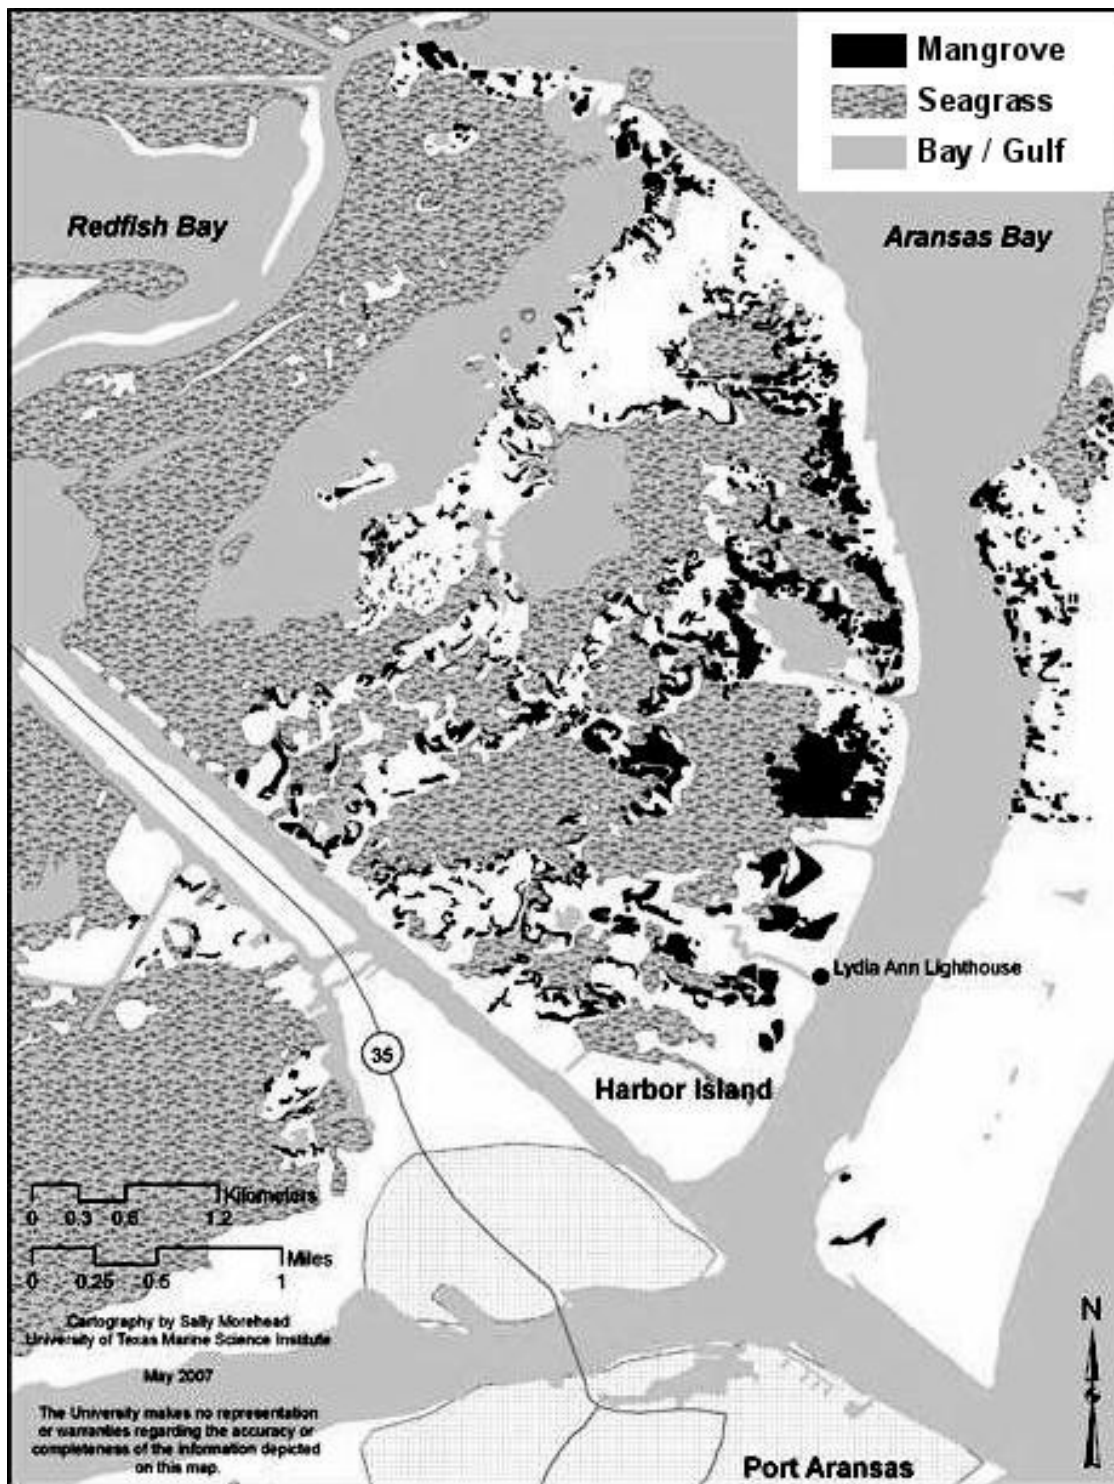 Mangrove
Seagrass
Bay / Gulf
Redfish Bay
Aransas Bay
Lydia Ann Lighthouse
35
Harbor Island
Kilometers
0 0.3 0.6 1.2
Miles
0 0.25 0.5 1
Cartography by Sally Morehead
University of Texas Marine Science Institute
May 2007
The University makes no representation
or warranties regarding the accuracy or
completeness of the information depicted
on this map.
N
Port Aransas